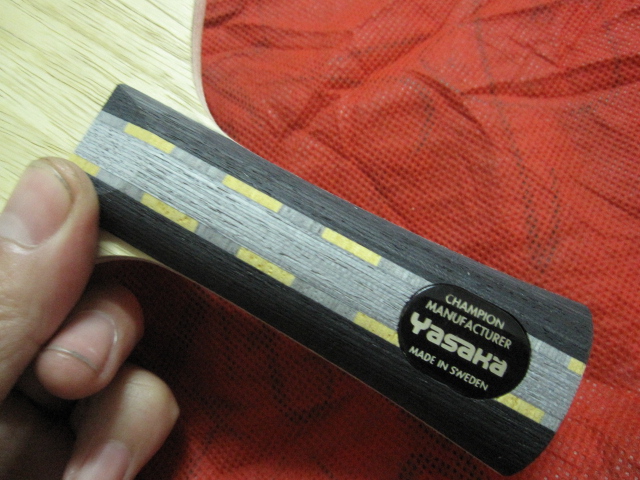 CHAMPION
MANUFACTURER
Yasaka
MADE IN SWEDEN